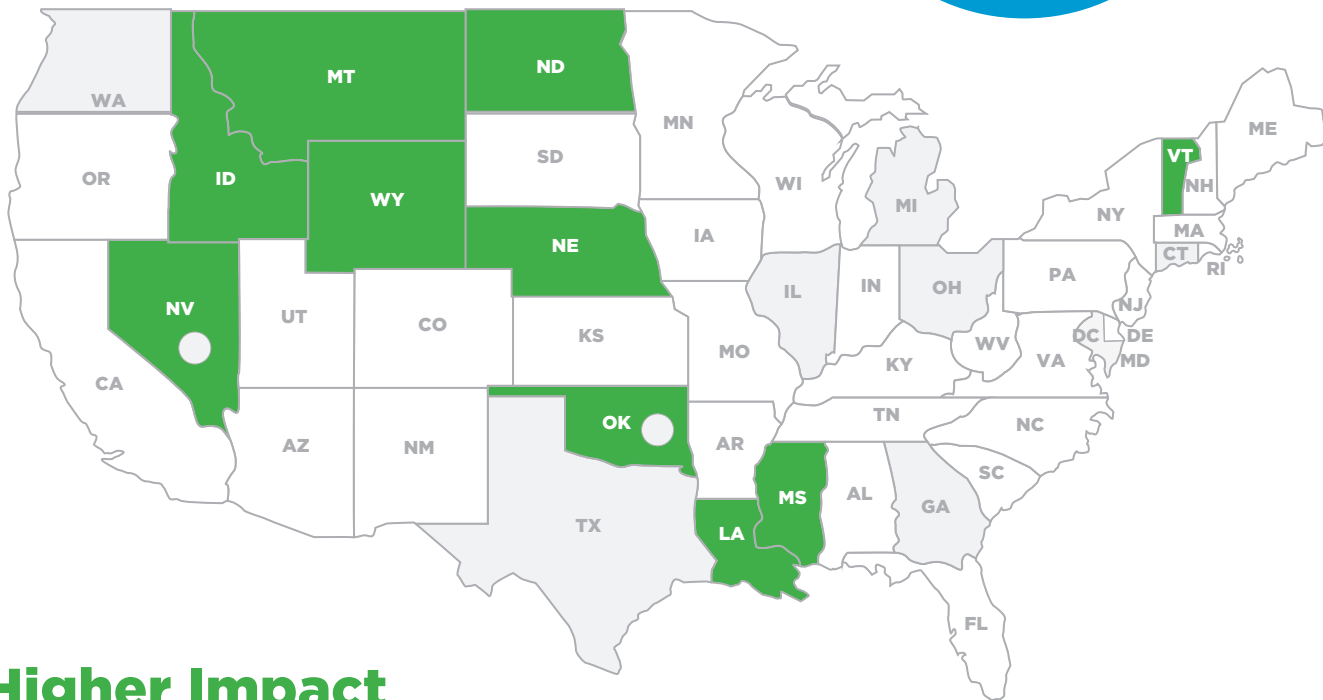 WA
MT
ND
MN
OR
ID
WY
SD
WI
MI
ME
VT
NH
NY
MA
CT
RI
NE
IA
NV
UT
CO
KS
MO
IL
IN
OH
PA
NJ
DE
DC
MD
WV
VA
KY
CA
AZ
NM
OK
AR
TN
NC
SC
TX
LA
MS
AL
GA
FL
Higher Impact